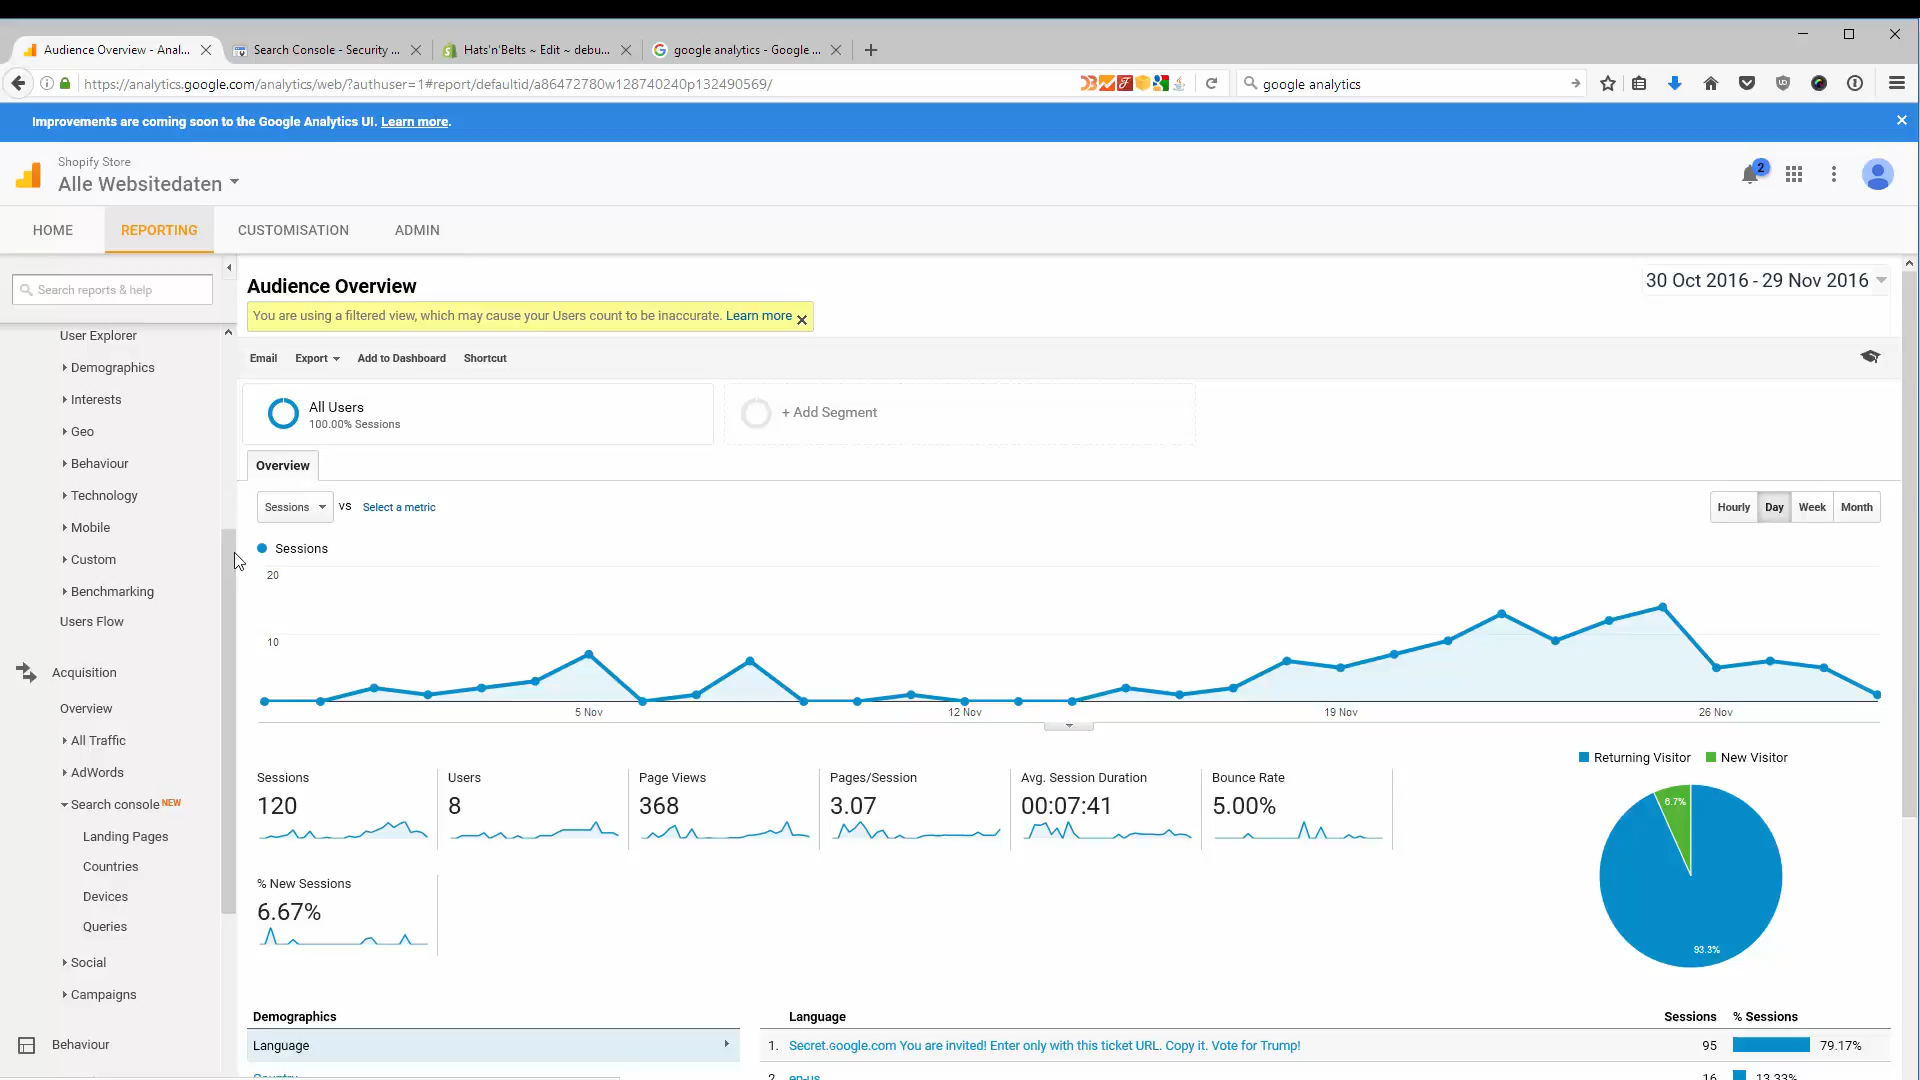 Audience Overview - Anal...
Search Console - Security ...
Hats'n'Belts ~ Edit ~ debu...
google analytics - Google ...
https://analytics.google.com/analytics/web/?authuser=1#report/defaultid/a86472780w128740240p132490569/
google analytics
Improvements are coming soon to the Google Analytics UI. Learn more.
Shopify Store
Alle Websitedaten
2
HOME
REPORTING
CUSTOMISATION
ADMIN
Search reports & help
User Explorer
Demographics
Interests
Geo
Behaviour
Technology
Mobile
Custom
Benchmarking
Users Flow
Acquisition
Overview
All Traffic
AdWords
Search console NEW
Landing Pages
Countries
Devices
Queries
Social
Campaigns
Behaviour
Audience Overview
30 Oct 2016 - 29 Nov 2016
You are using a filtered view, which may cause your Users count to be inaccurate. Learn more
Email Export Add to Dashboard Shortcut
All Users
100.00% Sessions
+ Add Segment
Overview
Sessions VS Select a metric
Hourly Day Week Month
Sessions
20
10
5 Nov 12 Nov 19 Nov 26 Nov
Returning Visitor New Visitor
6.7%
93.3%
Sessions
120
Users
8
Page Views
368
Pages/Session
3.07
Avg. Session Duration
00:07:41
Bounce Rate
5.00%
% New Sessions
6.67%
Demographics
Language
Language Sessions % Sessions
1. Secret.ɢoogle.com You are invited! Enter only with this ticket URL. Copy it. Vote for Trump! 95 79.17%
2. en-us 16 13.33%